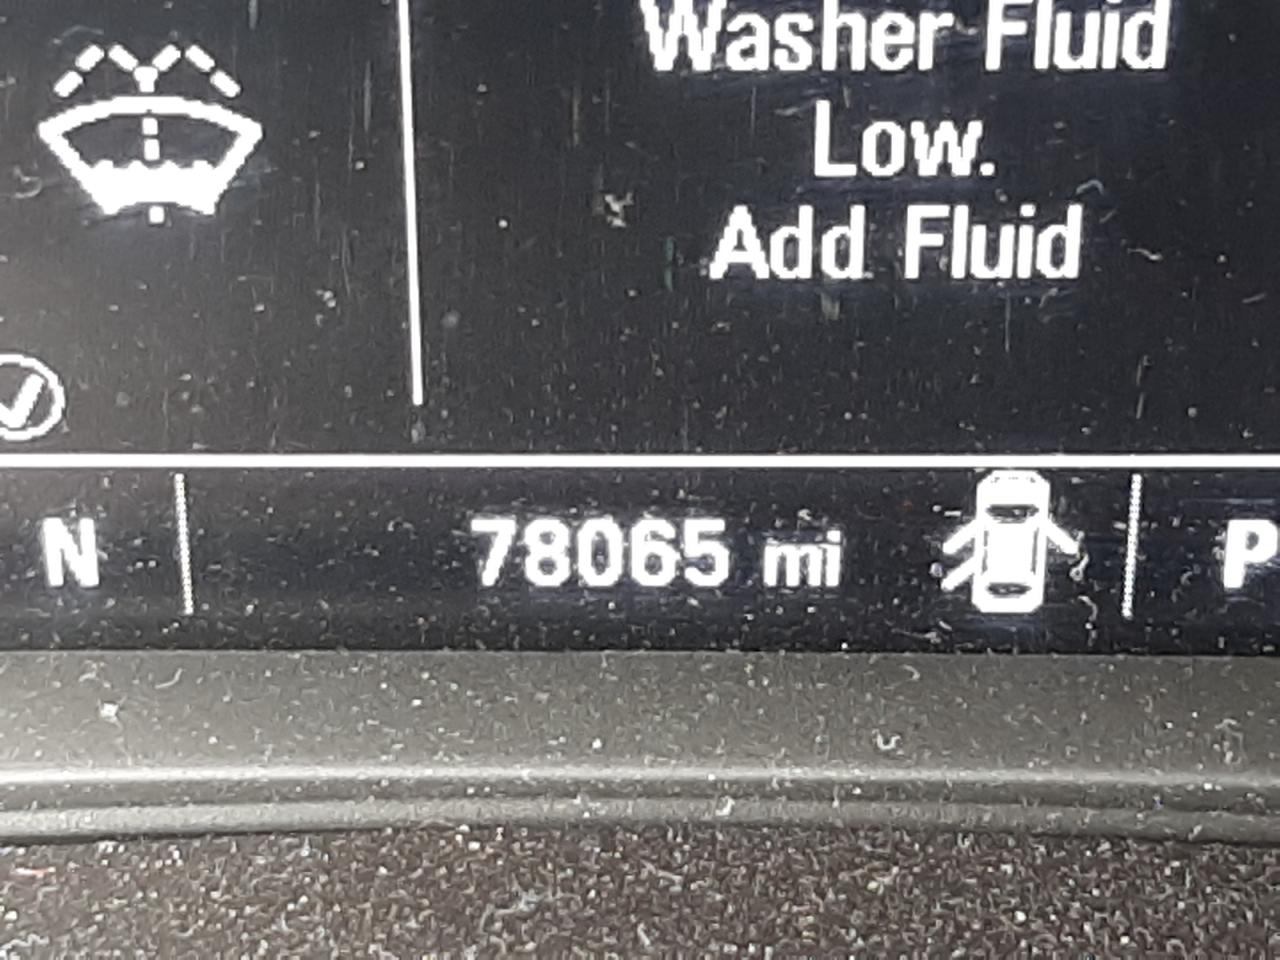 Washer Fluid
Low.
Add Fluid
N 78065 mi P